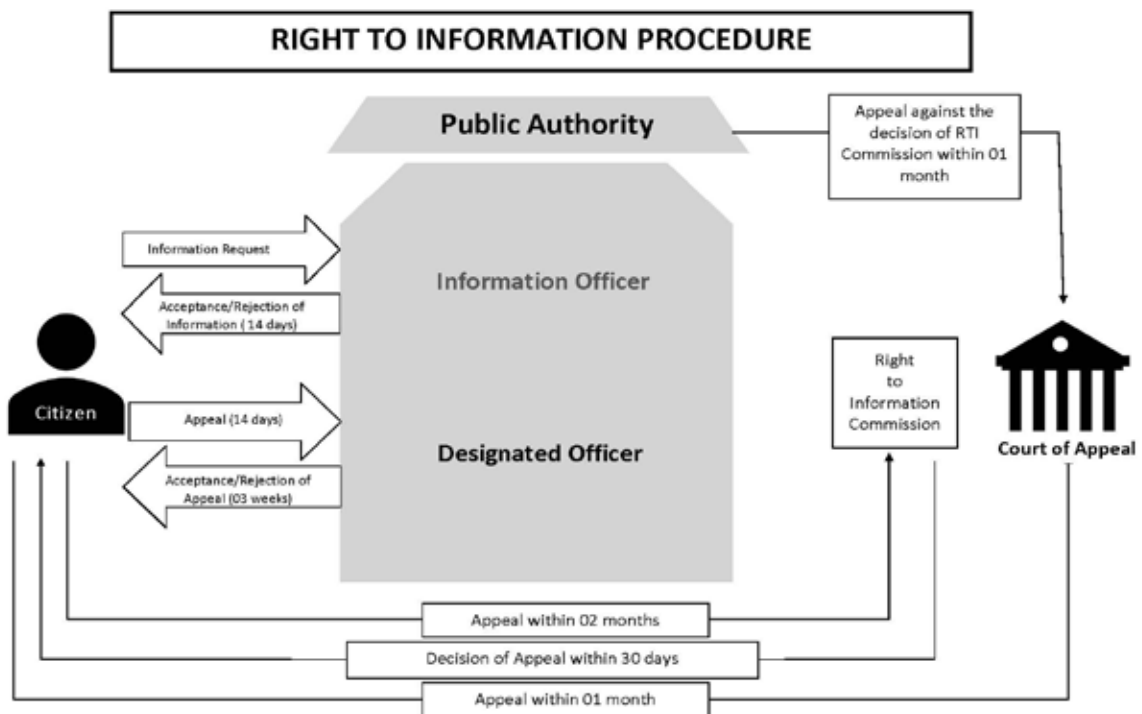 RIGHT TO INFORMATION PROCEDURE
Public Authority
Appeal against the
decision of RTI
Commission within 01
month
Information Request
Information Officer
Acceptance/Rejection of
Information ( 14 days)
Citizen
Right
to
Information
Commission
Appeal (14 days)
Designated Officer
Court of Appeal
Acceptance/Rejection of
Appeal (03 weeks)
Appeal within 02 months
Decision of Appeal within 30 days
Appeal within 01 month